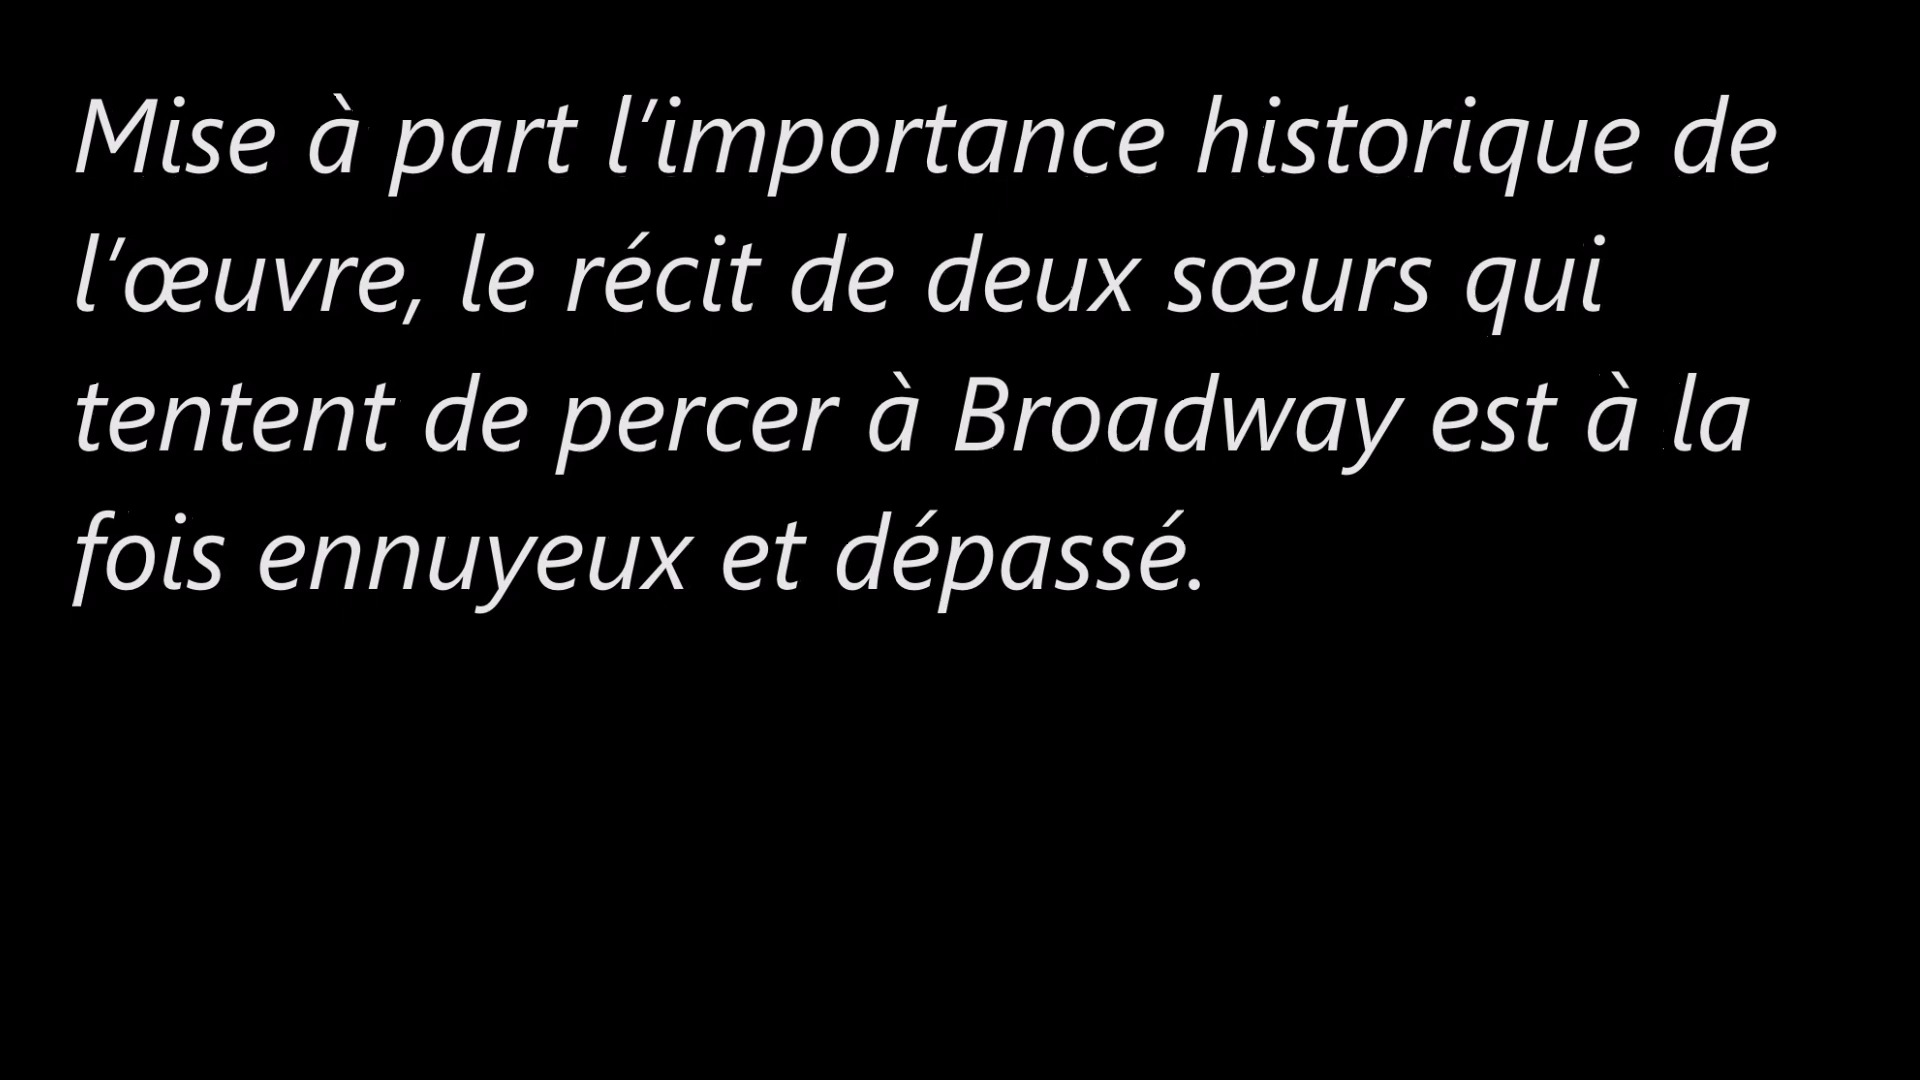 Mise à part l’importance historique de
l’œuvre, le récit de deux sœurs qui
tentent de percer à Broadway est à la
fois ennuyeux et dépassé.